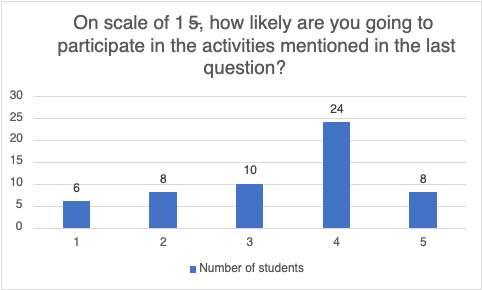 On scale of 1 5, how likely are you going to
participate in the activities mentioned in the last
question?
30
25
20
15
10
5
0
6
8
10
24
8
1 2 3 4 5
Number of students